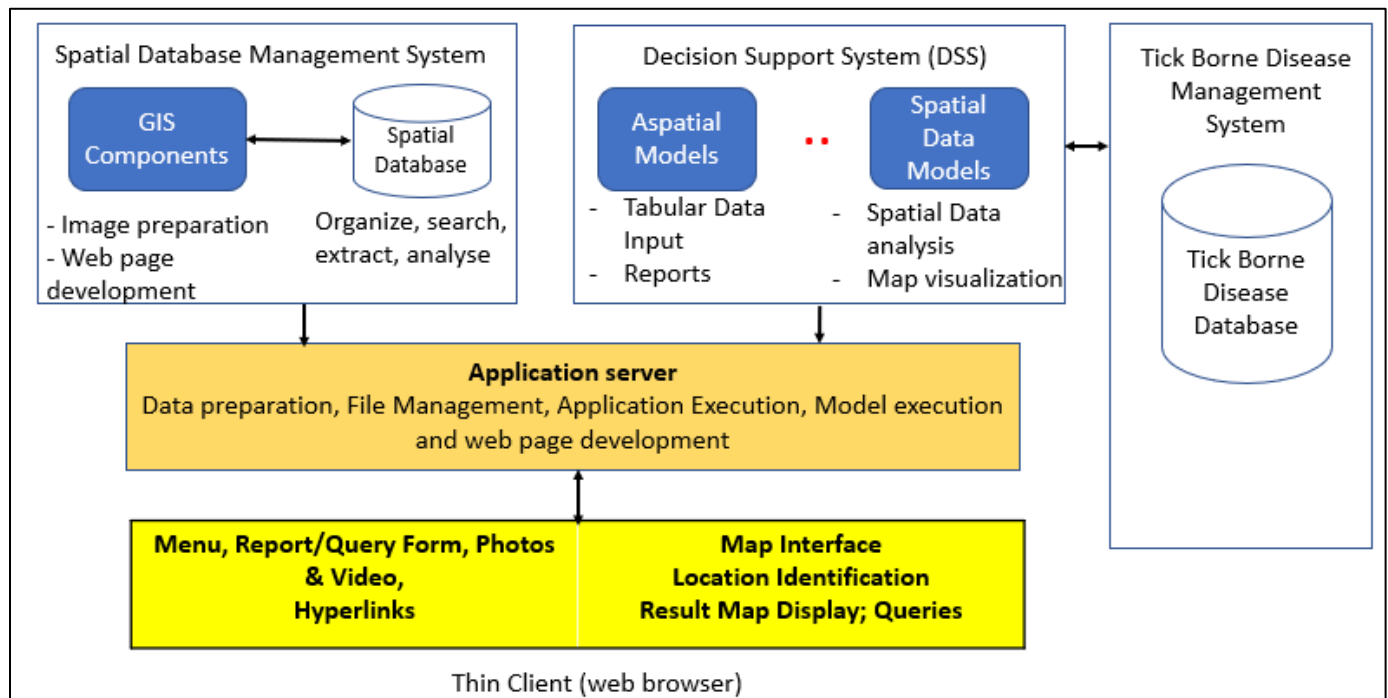 Spatial Database Management System
GIS
Components
Spatial
Database
- Image preparation
- Web page
development
Organize, search,
extract, analyse
Decision Support System (DSS)
Aspatial
Models
..
Spatial
Data
Models
- Tabular Data
Input
- Reports
- Spatial Data
analysis
- Map visualization
Tick Borne Disease
Management
System
Tick Borne
Disease
Database
Application server
Data preparation, File Management, Application Execution, Model execution
and web page development
Menu, Report/Query Form, Photos
& Video,
Hyperlinks
Map Interface
Location Identification
Result Map Display; Queries
Thin Client (web browser)